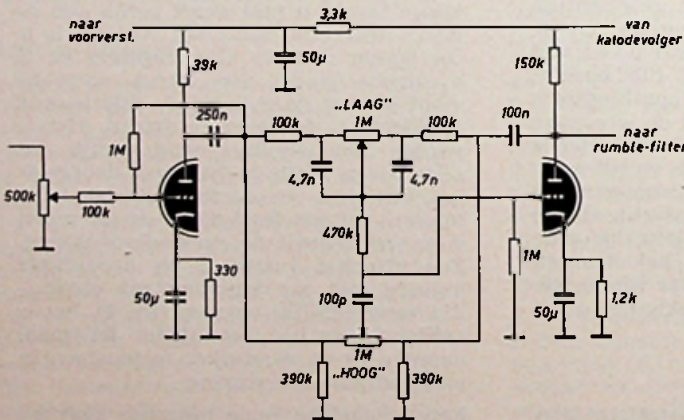 naar
voorverst.
3,3k
van
katodevolger
50μ
39k
150k
250n
„LAAG"
1M
100k
100k
100n
naar
rumble-filter
1M
4,7n
4,7n
500k
100k
470k
1M
330
50μ
100p
50μ
1,2k
1M
390k
„HOOG"
390k